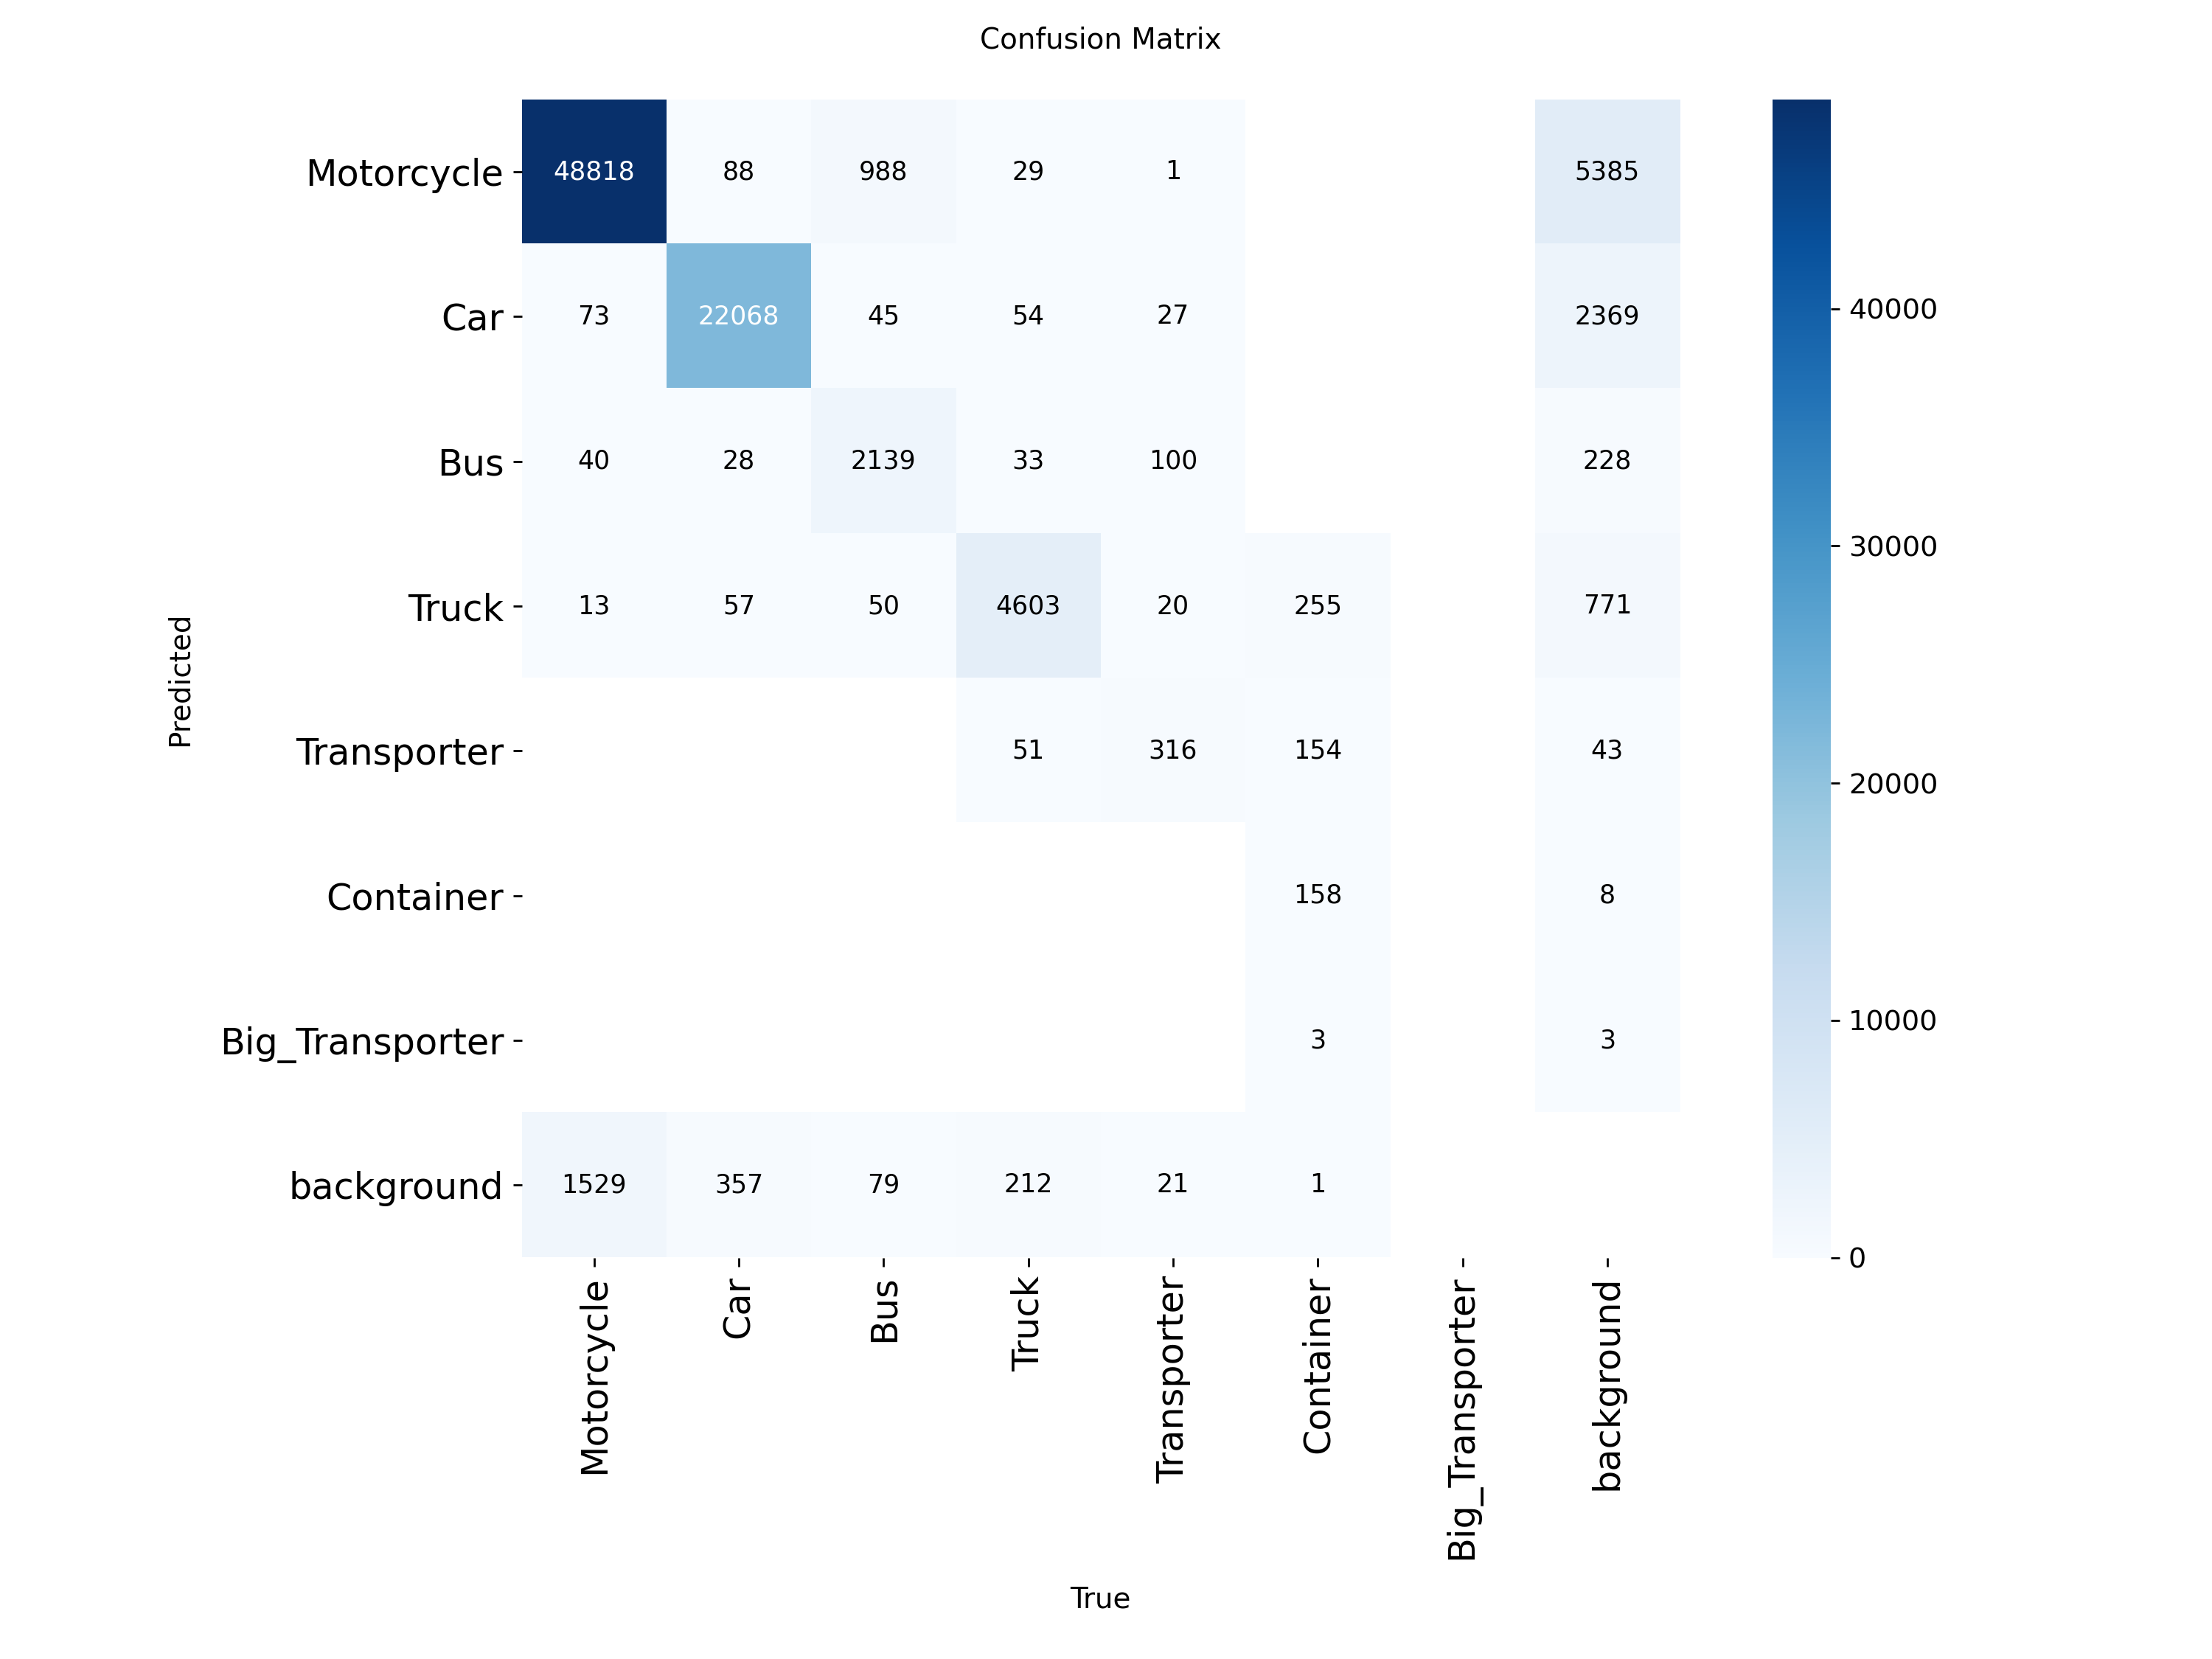 Confusion Matrix
Motorcycle 48818 88 988 29 1 5385
Car 73 22068 45 54 27 2369 40000
Bus 40 28 2139 33 100 228
30000
Truck 13 57 50 4603 20 255 771
Predicted
Transporter 51 316 154 43 20000
Container 158 8
Big_Transporter 3 3 10000
background 1529 357 79 212 21 1
0
Motorcycle Car Bus Truck Transporter Container Big_Transporter background
True